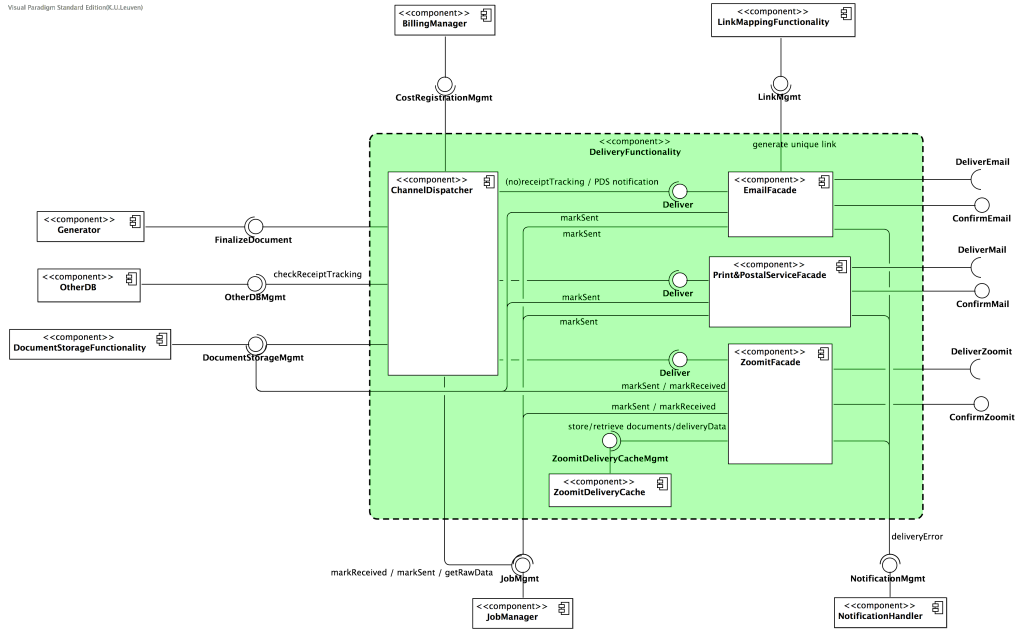 Visual Paradigm Standard Edition(K.U.Leuven)
<<component>>
BillingManager
<<component>>
LinkMappingFunctionality
CostRegistrationMgmt
LinkMgmt
<<component>>
DeliveryFunctionality
generate unique link
<<component>>
ChannelDispatcher
(no)receiptTracking / PDS notification
Deliver
<<component>>
EmailFacade
DeliverEmail
ConfirmEmail
markSent
markSent
<<component>>
Generator
FinalizeDocument
<<component>>
OtherDB
checkReceiptTracking
OtherDBMgmt
Deliver
<<component>>
Print&PostalServiceFacade
DeliverMail
ConfirmMail
markSent
markSent
<<component>>
DocumentStorageFunctionality
DocumentStorageMgmt
Deliver
<<component>>
ZoomitFacade
DeliverZoomit
ConfirmZoomit
markSent / markReceived
markSent / markReceived
store/retrieve documents/deliveryData
ZoomitDeliveryCacheMgmt
<<component>>
ZoomitDeliveryCache
deliveryError
markReceived / markSent / getRawData
JobMgmt
NotificationMgmt
<<component>>
JobManager
<<component>>
NotificationHandler